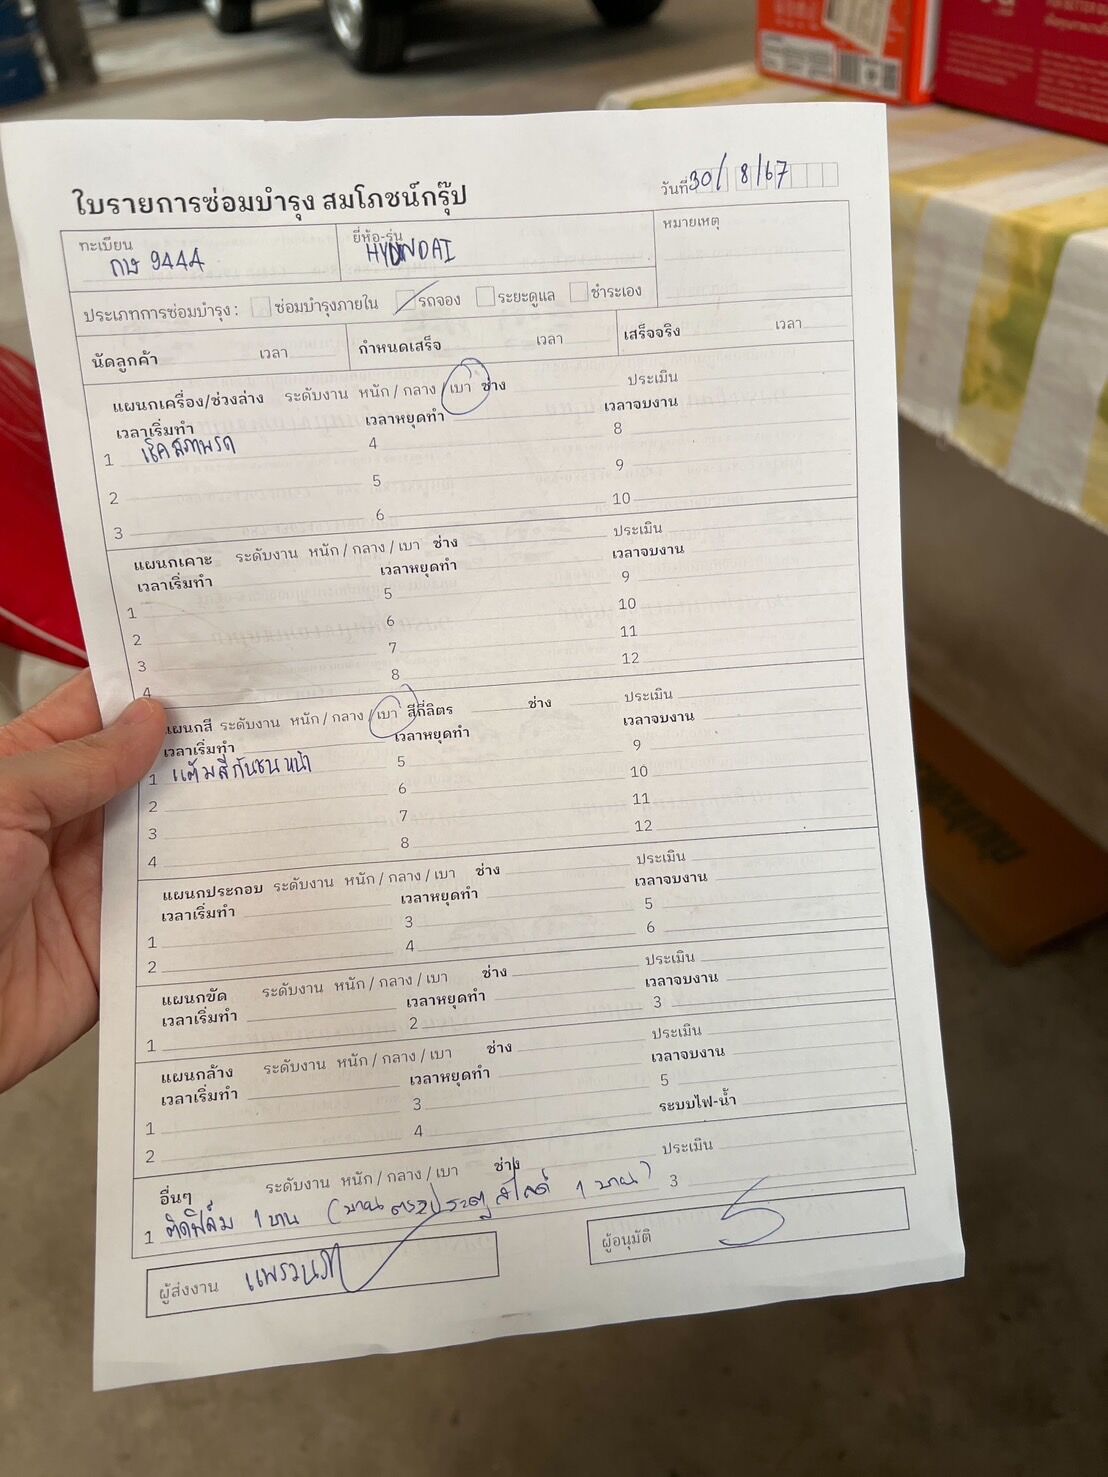 ใบรายการซ่อมบำรุง สมโภชน์กรุ๊ป
วันที่ 30/8/67
ทะเบียน กษ 9444
ยี่ห้อ-รุ่น HYUNDAI
หมายเหตุ
ประเภทการซ่อมบำรุง : ซ่อมบำรุงภายใน รถจอง ระยะดูแล ชำระเอง
นัดลูกค้า เวลา กำหนดเสร็จ เวลา เสร็จจริง เวลา
แผนกเครื่อง/ช่วงล่าง ระดับงาน หนัก / กลาง / เบา ช่าง ประเมิน
เวลาเริ่มทำ เวลาหยุดทำ เวลาจบงาน
1 เช็คสภาพรถ 4 8
2 5 9
3 6 10
แผนกเคาะ ระดับงาน หนัก / กลาง / เบา ช่าง ประเมิน
เวลาเริ่มทำ เวลาหยุดทำ เวลาจบงาน
1 5 9
2 6 10
3 7 11
4 8 12
แผนกสี ระดับงาน หนัก / กลาง / เบา สีกี่ลิตร ช่าง ประเมิน
เวลาเริ่มทำ เวลาหยุดทำ เวลาจบงาน
1 แต้มสีกันชนหน้า 5 9
2 6 10
3 7 11
4 8 12
แผนกประกอบ ระดับงาน หนัก / กลาง / เบา ช่าง ประเมิน
เวลาเริ่มทำ เวลาหยุดทำ เวลาจบงาน
1 3 5
2 4 6
แผนกขัด ระดับงาน หนัก / กลาง / เบา ช่าง ประเมิน
เวลาเริ่มทำ เวลาหยุดทำ เวลาจบงาน
1 2 3
แผนกล้าง ระดับงาน หนัก / กลาง / เบา ช่าง ประเมิน
เวลาเริ่มทำ เวลาหยุดทำ เวลาจบงาน
1 3 5
2 4 ระบบไฟ-น้ำ
อื่นๆ ระดับงาน หนัก / กลาง / เบา ช่าง ประเมิน
1 ติดฟิล์ม 1 บาน (บานตรงประตูสไลด์ 1 บาน) 3
ผู้ส่งงาน แพรวนภา
ผู้อนุมัติ